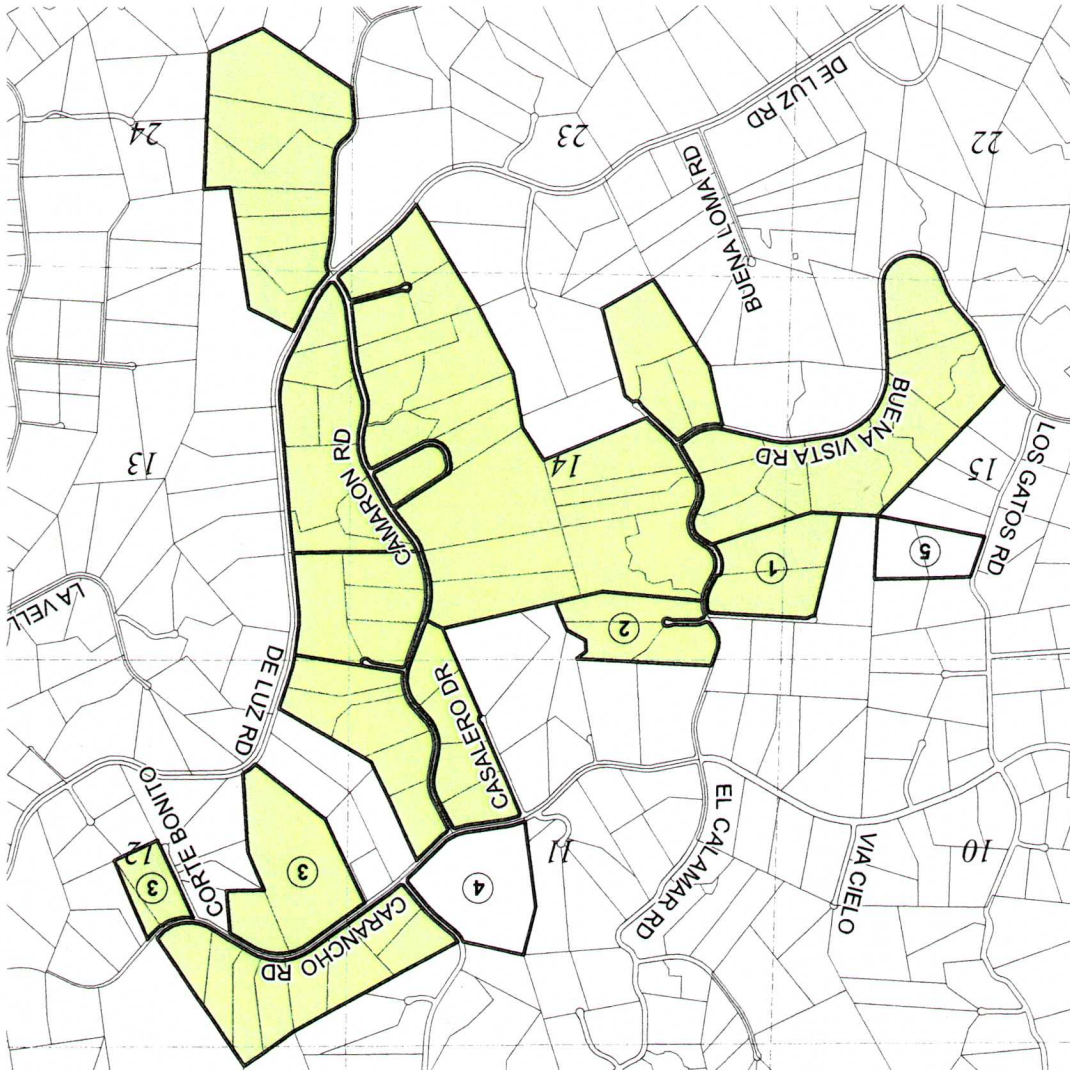 CARANCHO RD
VIA CIELO
EL CALAMAR RD
4
3
3
CORTE BONITO
10
11
12
CASALERO DR
DE LUZ RD
2
LA VELL
1
5
LOS GATOS RD
CAMARON RD
15
14
13
BUENA VISTA RD
BUENA LOMA RD
22
23
24
DE LUZ RD